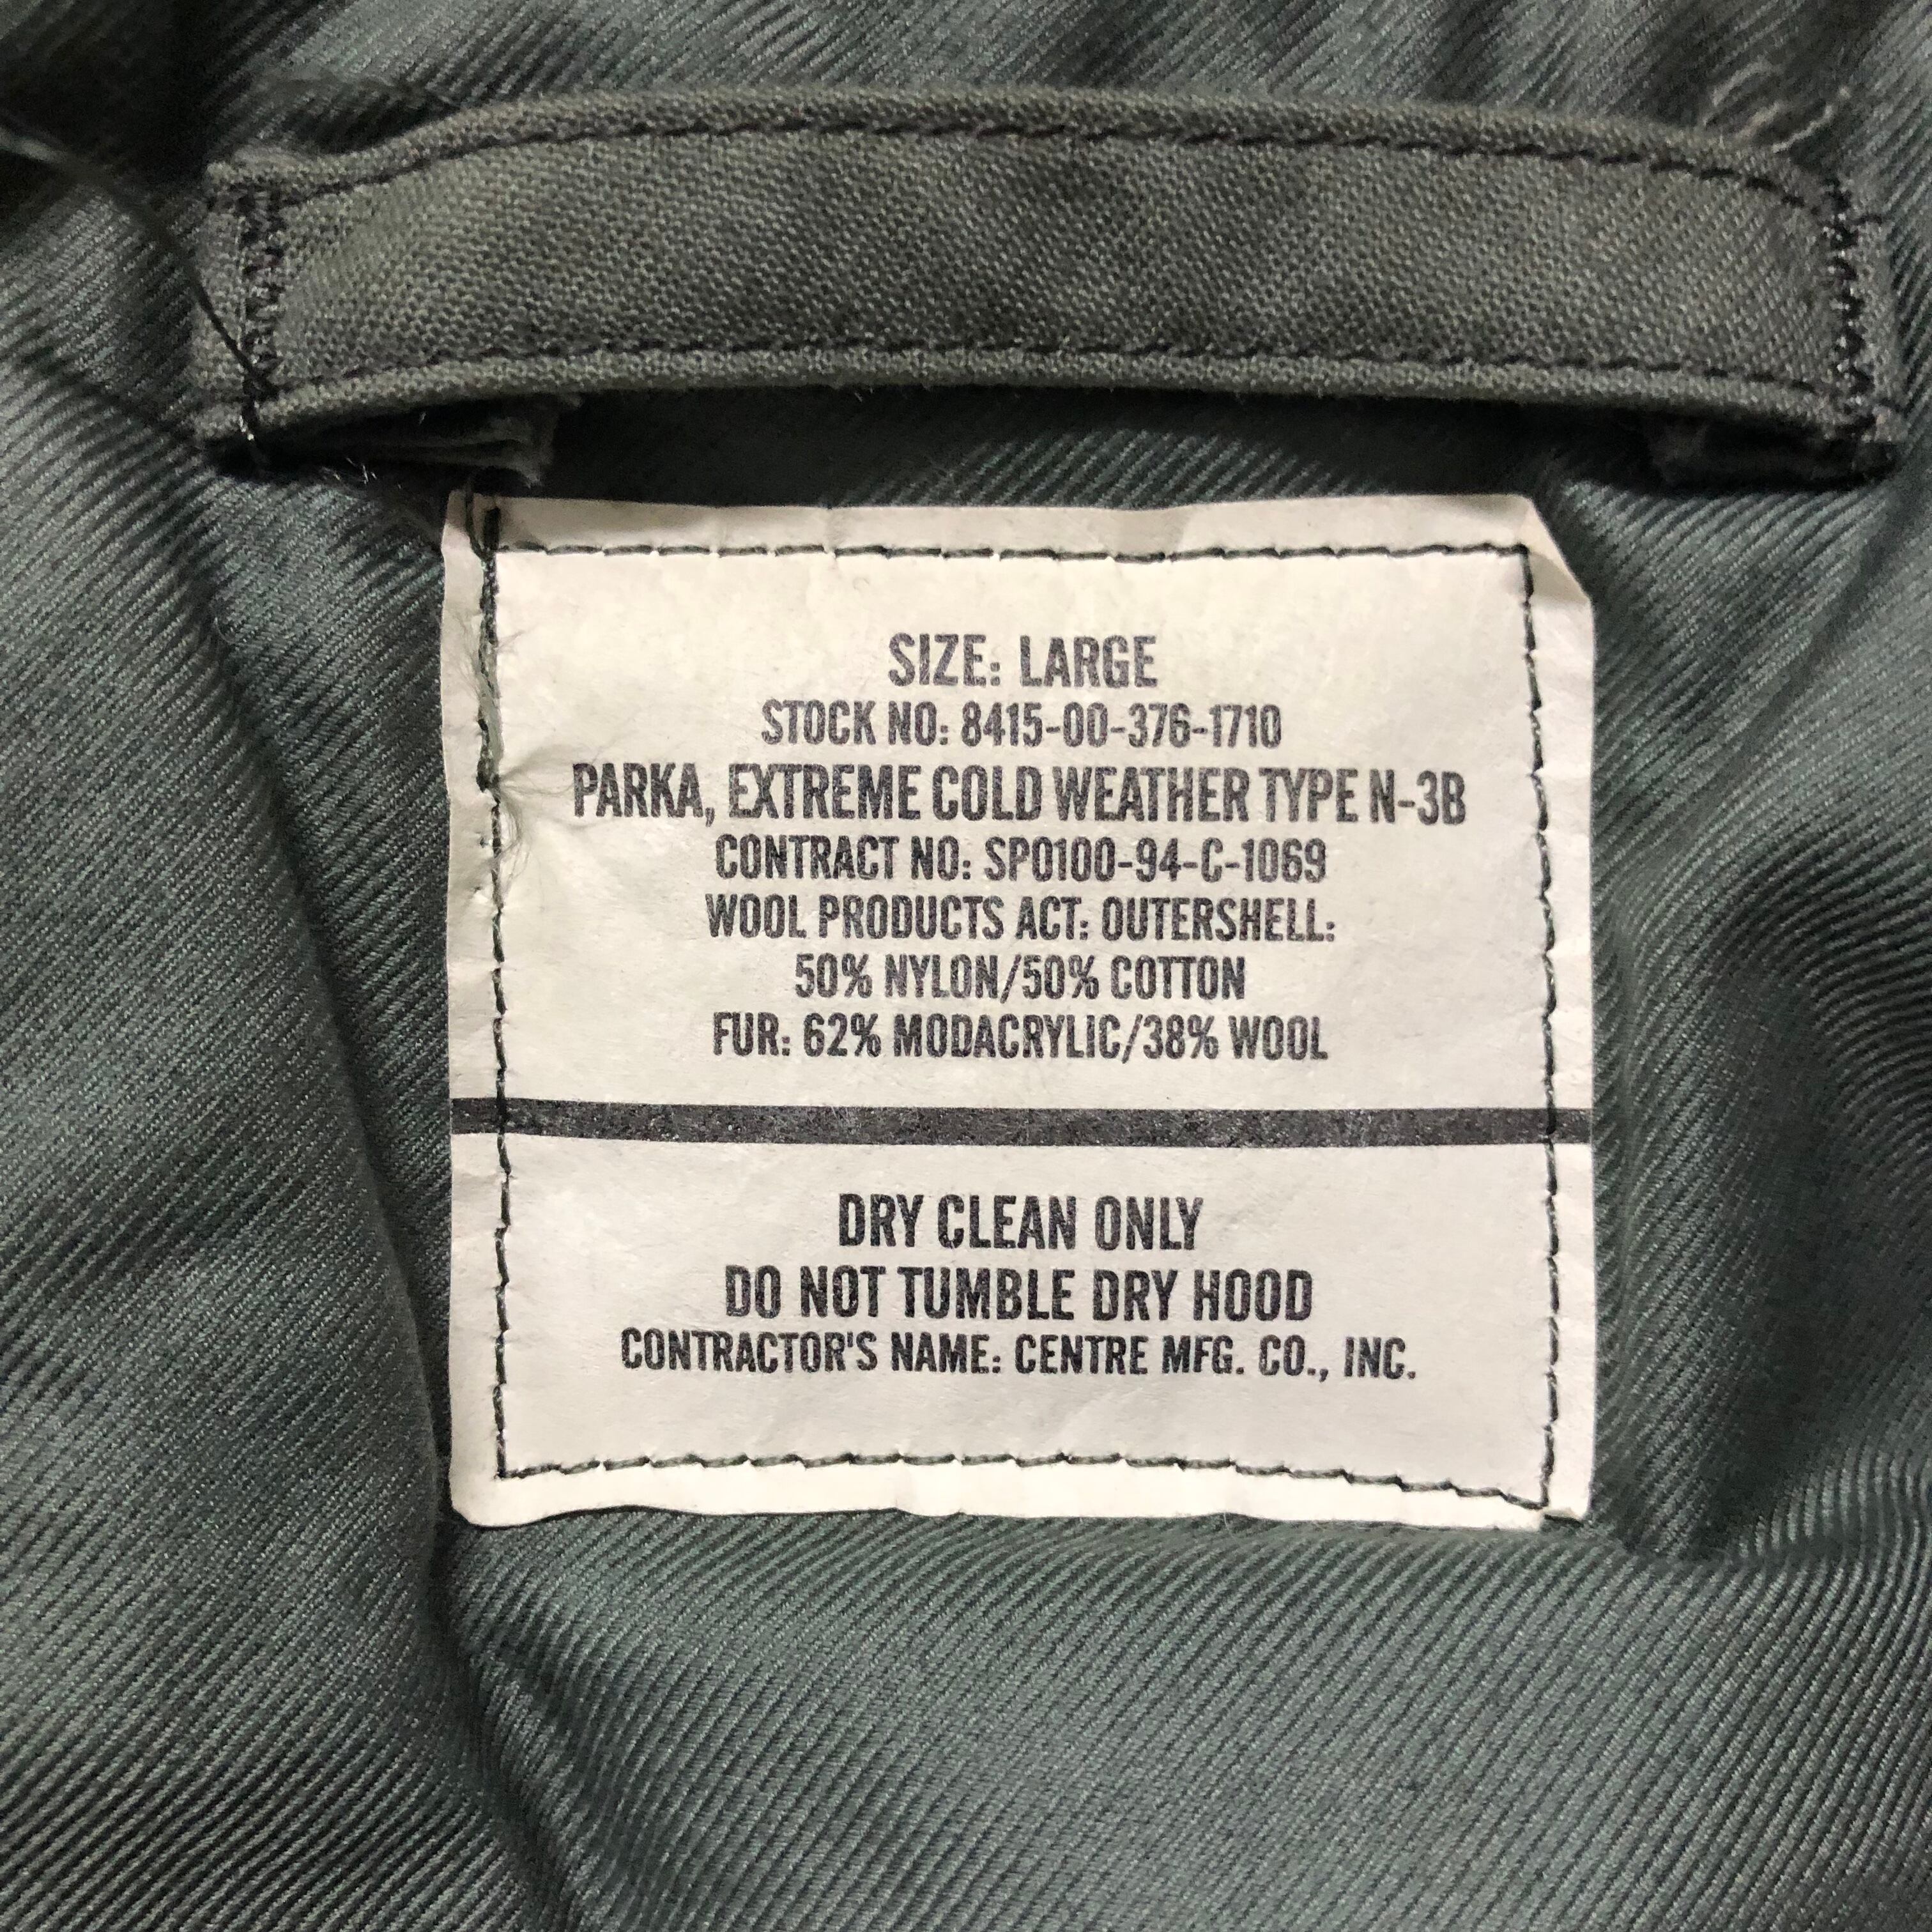 SIZE: LARGE
STOCK NO: 8415-00-376-1710
PARKA, EXTREME COLD WEATHER TYPE N-3B
CONTRACT NO: SP0100-94-C-1069
WOOL PRODUCTS ACT: OUTERSHELL:
50% NYLON/50% COTTON
FUR: 62% MODACRYLIC/38% WOOL
DRY CLEAN ONLY
DO NOT TUMBLE DRY HOOD
CONTRACTOR'S NAME: CENTRE MFG. CO., INC.